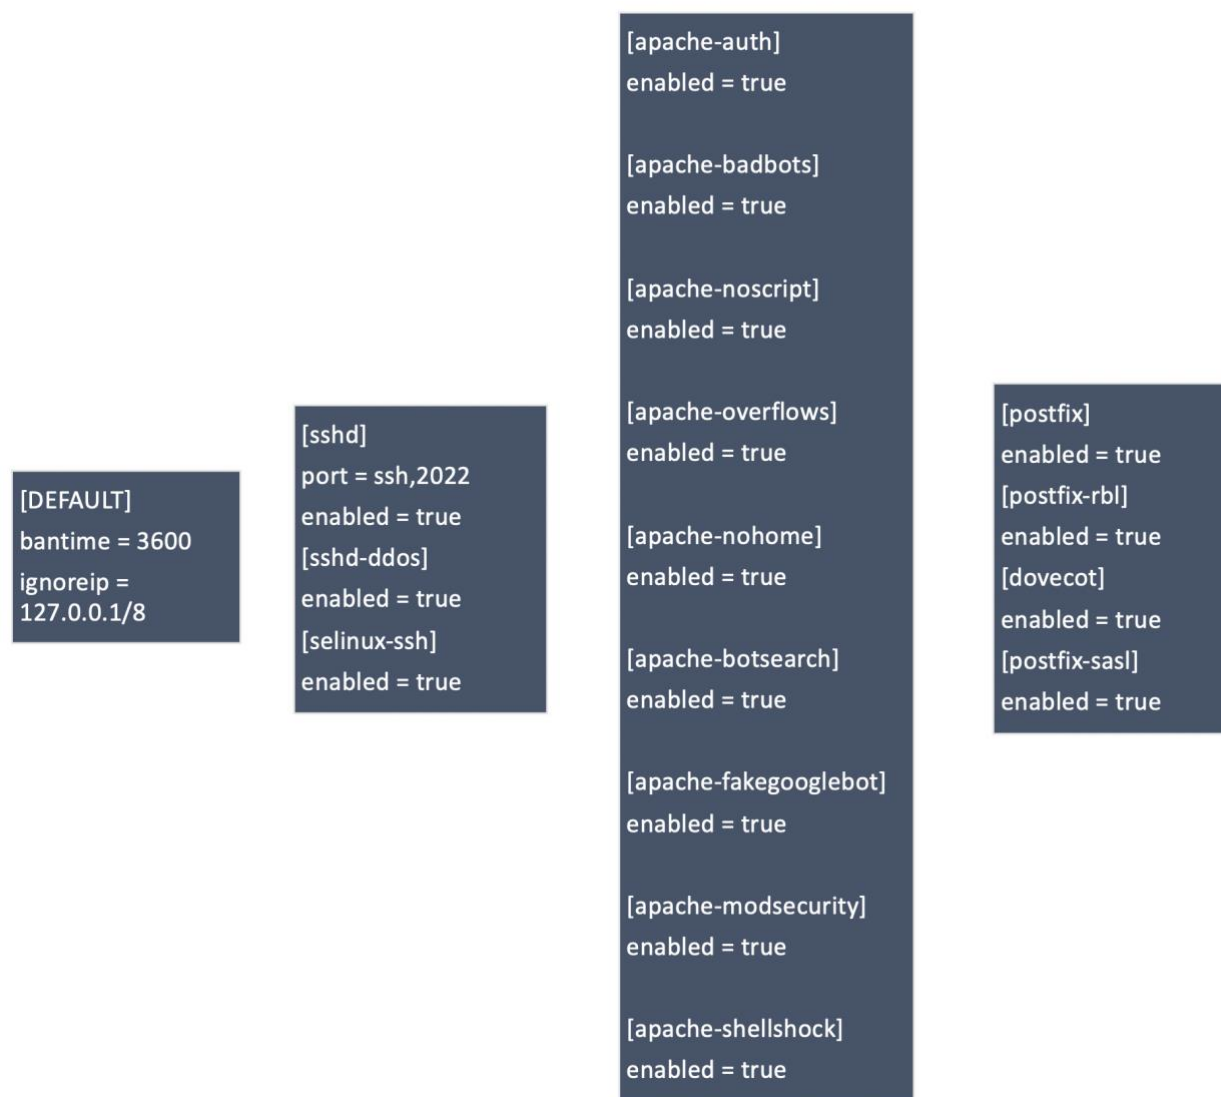 [DEFAULT]
bantime = 3600
ignoreip =
127.0.0.1/8
[sshd]
port = ssh,2022
enabled = true
[sshd-ddos]
enabled = true
[selinux-ssh]
enabled = true
[apache-auth]
enabled = true
[apache-badbots]
enabled = true
[apache-noscript]
enabled = true
[apache-overflows]
enabled = true
[apache-nohome]
enabled = true
[apache-botsearch]
enabled = true
[apache-fakegooglebot]
enabled = true
[apache-modsecurity]
enabled = true
[apache-shellshock]
enabled = true
[postfix]
enabled = true
[postfix-rbl]
enabled = true
[dovecot]
enabled = true
[postfix-sasl]
enabled = true